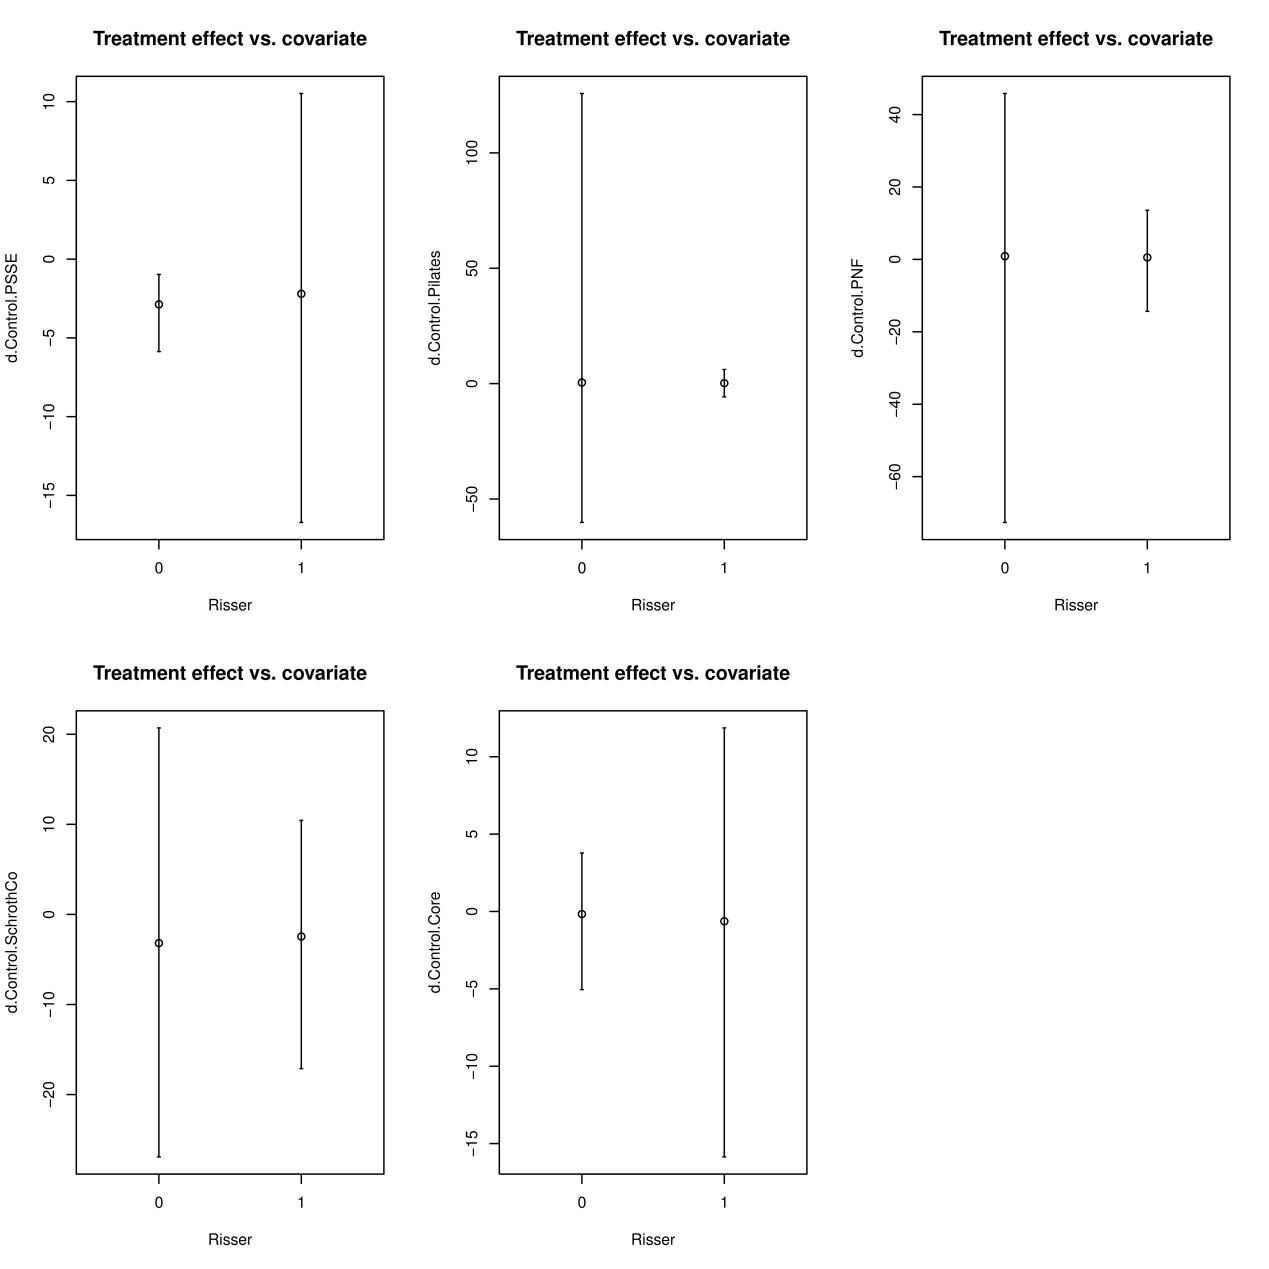 Treatment effect vs. covariate
d.Control.PSSE
10
5
0
−5
−10
−15
0 1
Risser
Treatment effect vs. covariate
d.Control.Pilates
100
50
0
−50
0 1
Risser
Treatment effect vs. covariate
d.Control.PNF
40
20
0
−20
−40
−60
0 1
Risser
Treatment effect vs. covariate
d.Control.SchrothCo
20
10
0
−10
−20
0 1
Risser
Treatment effect vs. covariate
d.Control.Core
10
5
0
−5
−10
−15
0 1
Risser